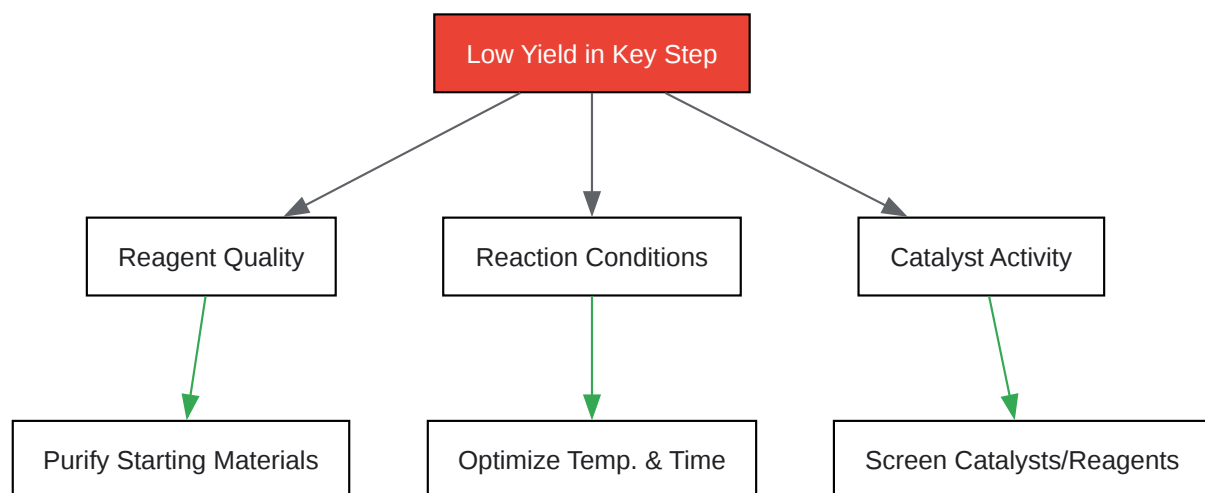 Low Yield in Key Step
Reagent Quality
Reaction Conditions
Catalyst Activity
Purify Starting Materials
Optimize Temp. & Time
Screen Catalysts/Reagents